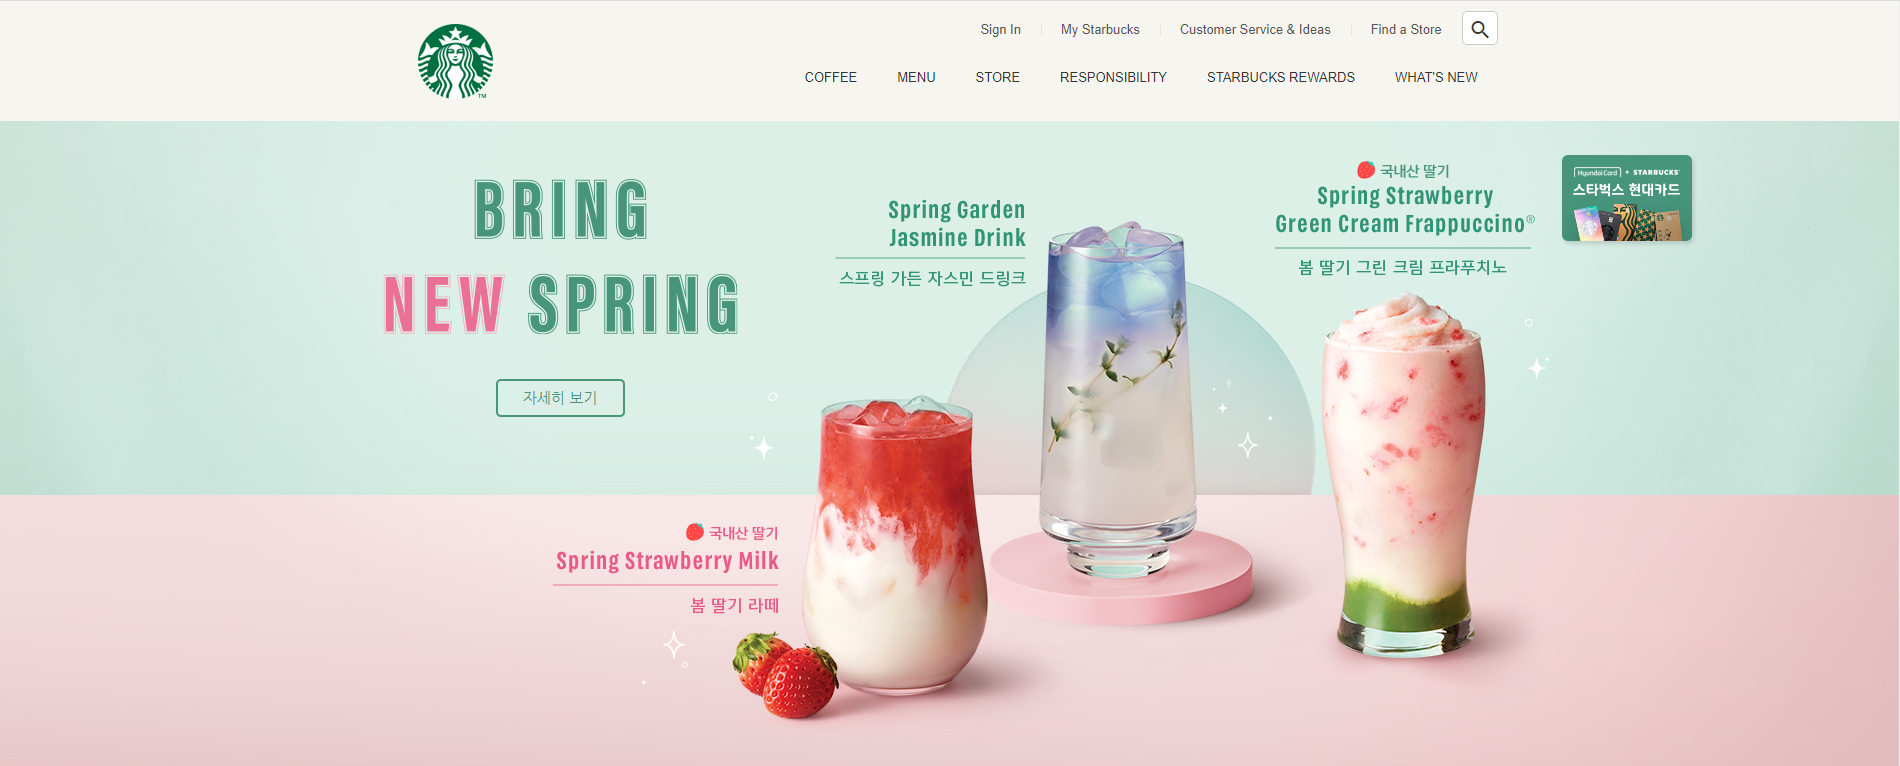 Sign In
My Starbucks
Customer Service & Ideas
Find a Store
COFFEE
MENU
STORE
RESPONSIBILITY
STARBUCKS REWARDS
WHAT'S NEW
TM
BRING
NEW SPRING
자세히 보기
Spring Garden
Jasmine Drink
스프링 가든 자스민 드링크
국내산 딸기
Spring Strawberry
Green Cream Frappuccino®
봄 딸기 그린 크림 프라푸치노
Hyundai Card + STARBUCKS
스타벅스 현대카드
국내산 딸기
Spring Strawberry Milk
봄 딸기 라떼